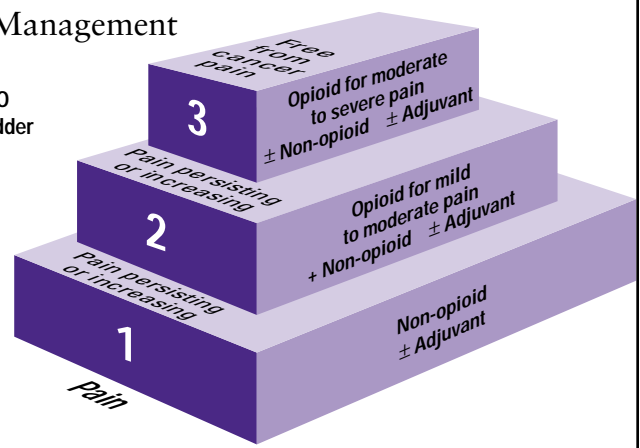 Management
Free
from
cancer
pain
3
Opioid for moderate
to severe pain
± Non-opioid ± Adjuvant
Pain persisting
or increasing
2
Opioid for mild
to moderate pain
+ Non-opioid ± Adjuvant
Pain persisting
or increasing
1
Non-opioid
± Adjuvant
Pain